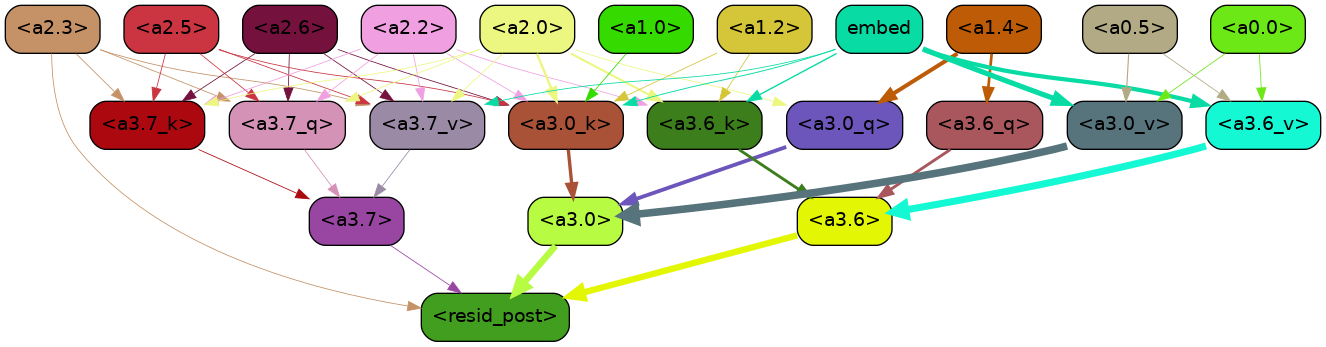 <a2.3> <a2.5> <a2.6> <a2.2> <a2.0> <a1.0> <a1.2> embed <a1.4> <a0.5> <a0.0>
<a3.7_k> <a3.7_q> <a3.7_v> <a3.0_k> <a3.6_k> <a3.0_q> <a3.6_q> <a3.0_v> <a3.6_v>
<a3.7> <a3.0> <a3.6>
<resid_post>